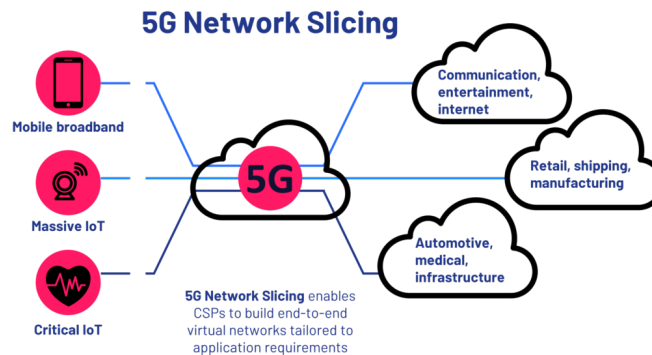 5G Network Slicing
Mobile broadband
Massive IoT
Critical IoT
5G
Communication,
entertainment,
internet
Retail, shipping,
manufacturing
Automotive,
medical,
infrastructure
5G Network Slicing enables
CSPs to build end-to-end
virtual networks tailored to
application requirements